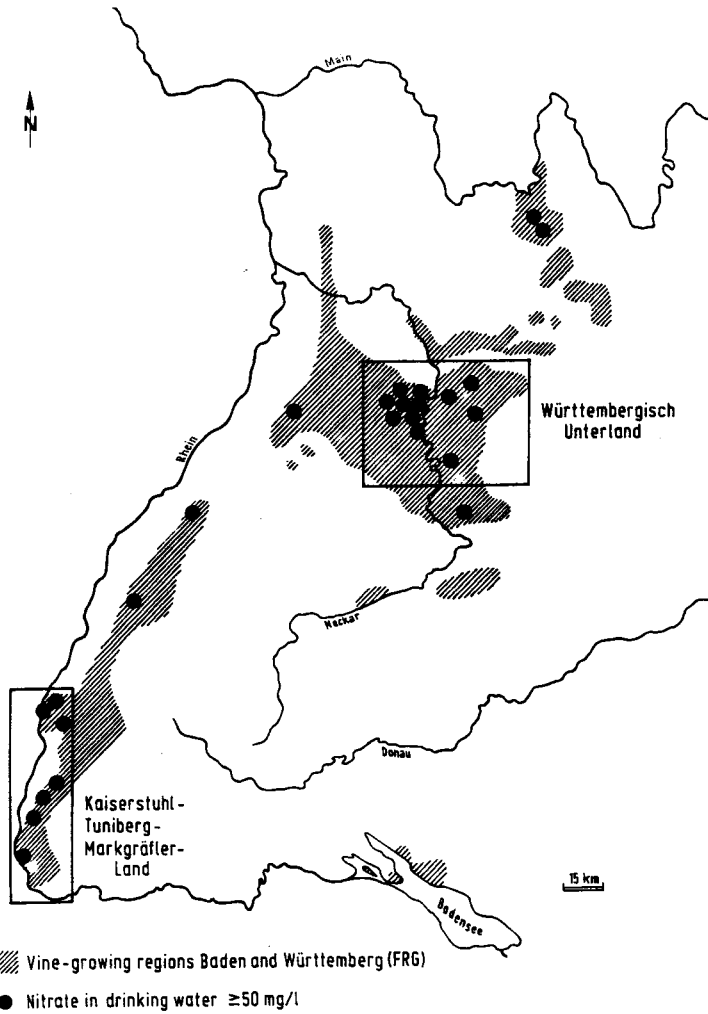 Main
N
Rhein
Württembergisch
Unterland
Neckar
Donau
Kaiserstuhl-
Tuniberg-
Markgräfler-
Land
15 km
Bodensee
Vine-growing regions Baden and Württemberg (FRG)
Nitrate in drinking water ≥50 mg/l